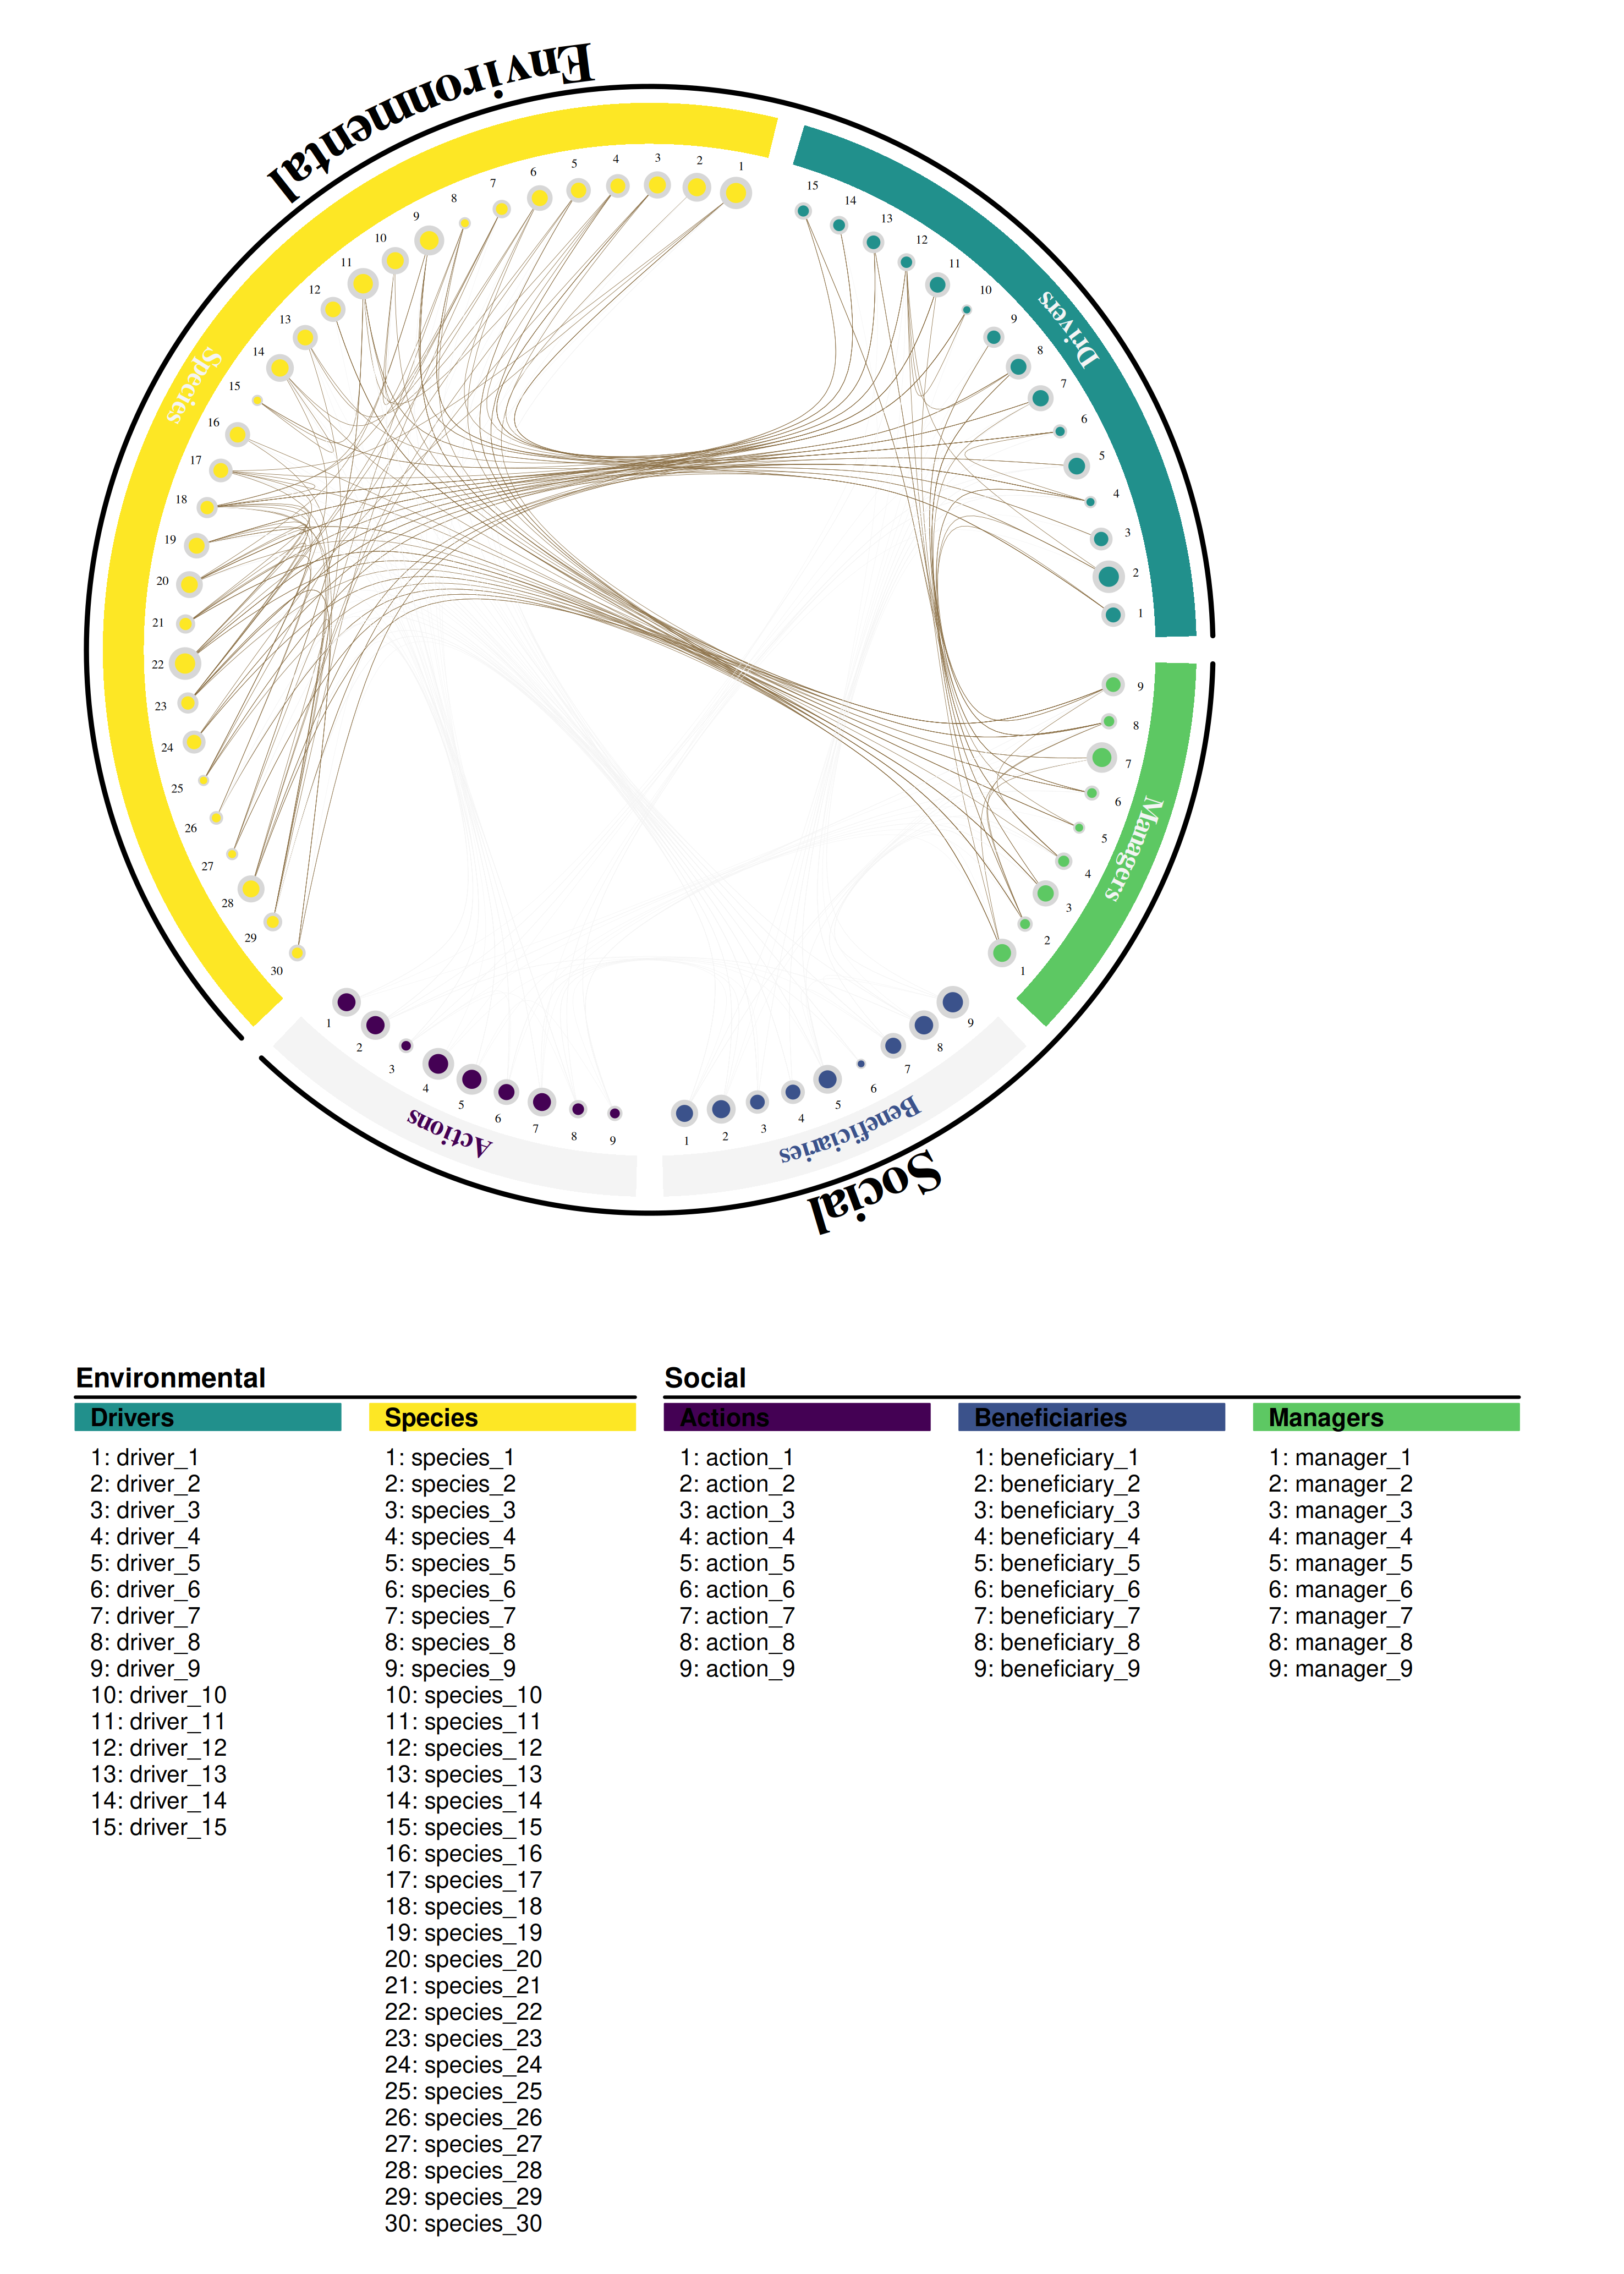 Environmental
Species
1
2
3
4
5
6
7
8
9
10
11
12
13
14
15
16
17
18
19
20
21
22
23
24
25
26
27
28
29
30
Drivers
15
14
13
12
11
10
9
8
7
6
5
4
3
2
1
Managers
9
8
7
6
5
4
3
2
1
Actions
1
2
3
4
5
6
7
8
9
Beneficiaries
1
2
3
4
5
6
7
8
9
Social
Environmental
Drivers
1: driver_1
2: driver_2
3: driver_3
4: driver_4
5: driver_5
6: driver_6
7: driver_7
8: driver_8
9: driver_9
10: driver_10
11: driver_11
12: driver_12
13: driver_13
14: driver_14
15: driver_15
Species
1: species_1
2: species_2
3: species_3
4: species_4
5: species_5
6: species_6
7: species_7
8: species_8
9: species_9
10: species_10
11: species_11
12: species_12
13: species_13
14: species_14
15: species_15
16: species_16
17: species_17
18: species_18
19: species_19
20: species_20
21: species_21
22: species_22
23: species_23
24: species_24
25: species_25
26: species_26
27: species_27
28: species_28
29: species_29
30: species_30
Social
Actions
1: action_1
2: action_2
3: action_3
4: action_4
5: action_5
6: action_6
7: action_7
8: action_8
9: action_9
Beneficiaries
1: beneficiary_1
2: beneficiary_2
3: beneficiary_3
4: beneficiary_4
5: beneficiary_5
6: beneficiary_6
7: beneficiary_7
8: beneficiary_8
9: beneficiary_9
Managers
1: manager_1
2: manager_2
3: manager_3
4: manager_4
5: manager_5
6: manager_6
7: manager_7
8: manager_8
9: manager_9